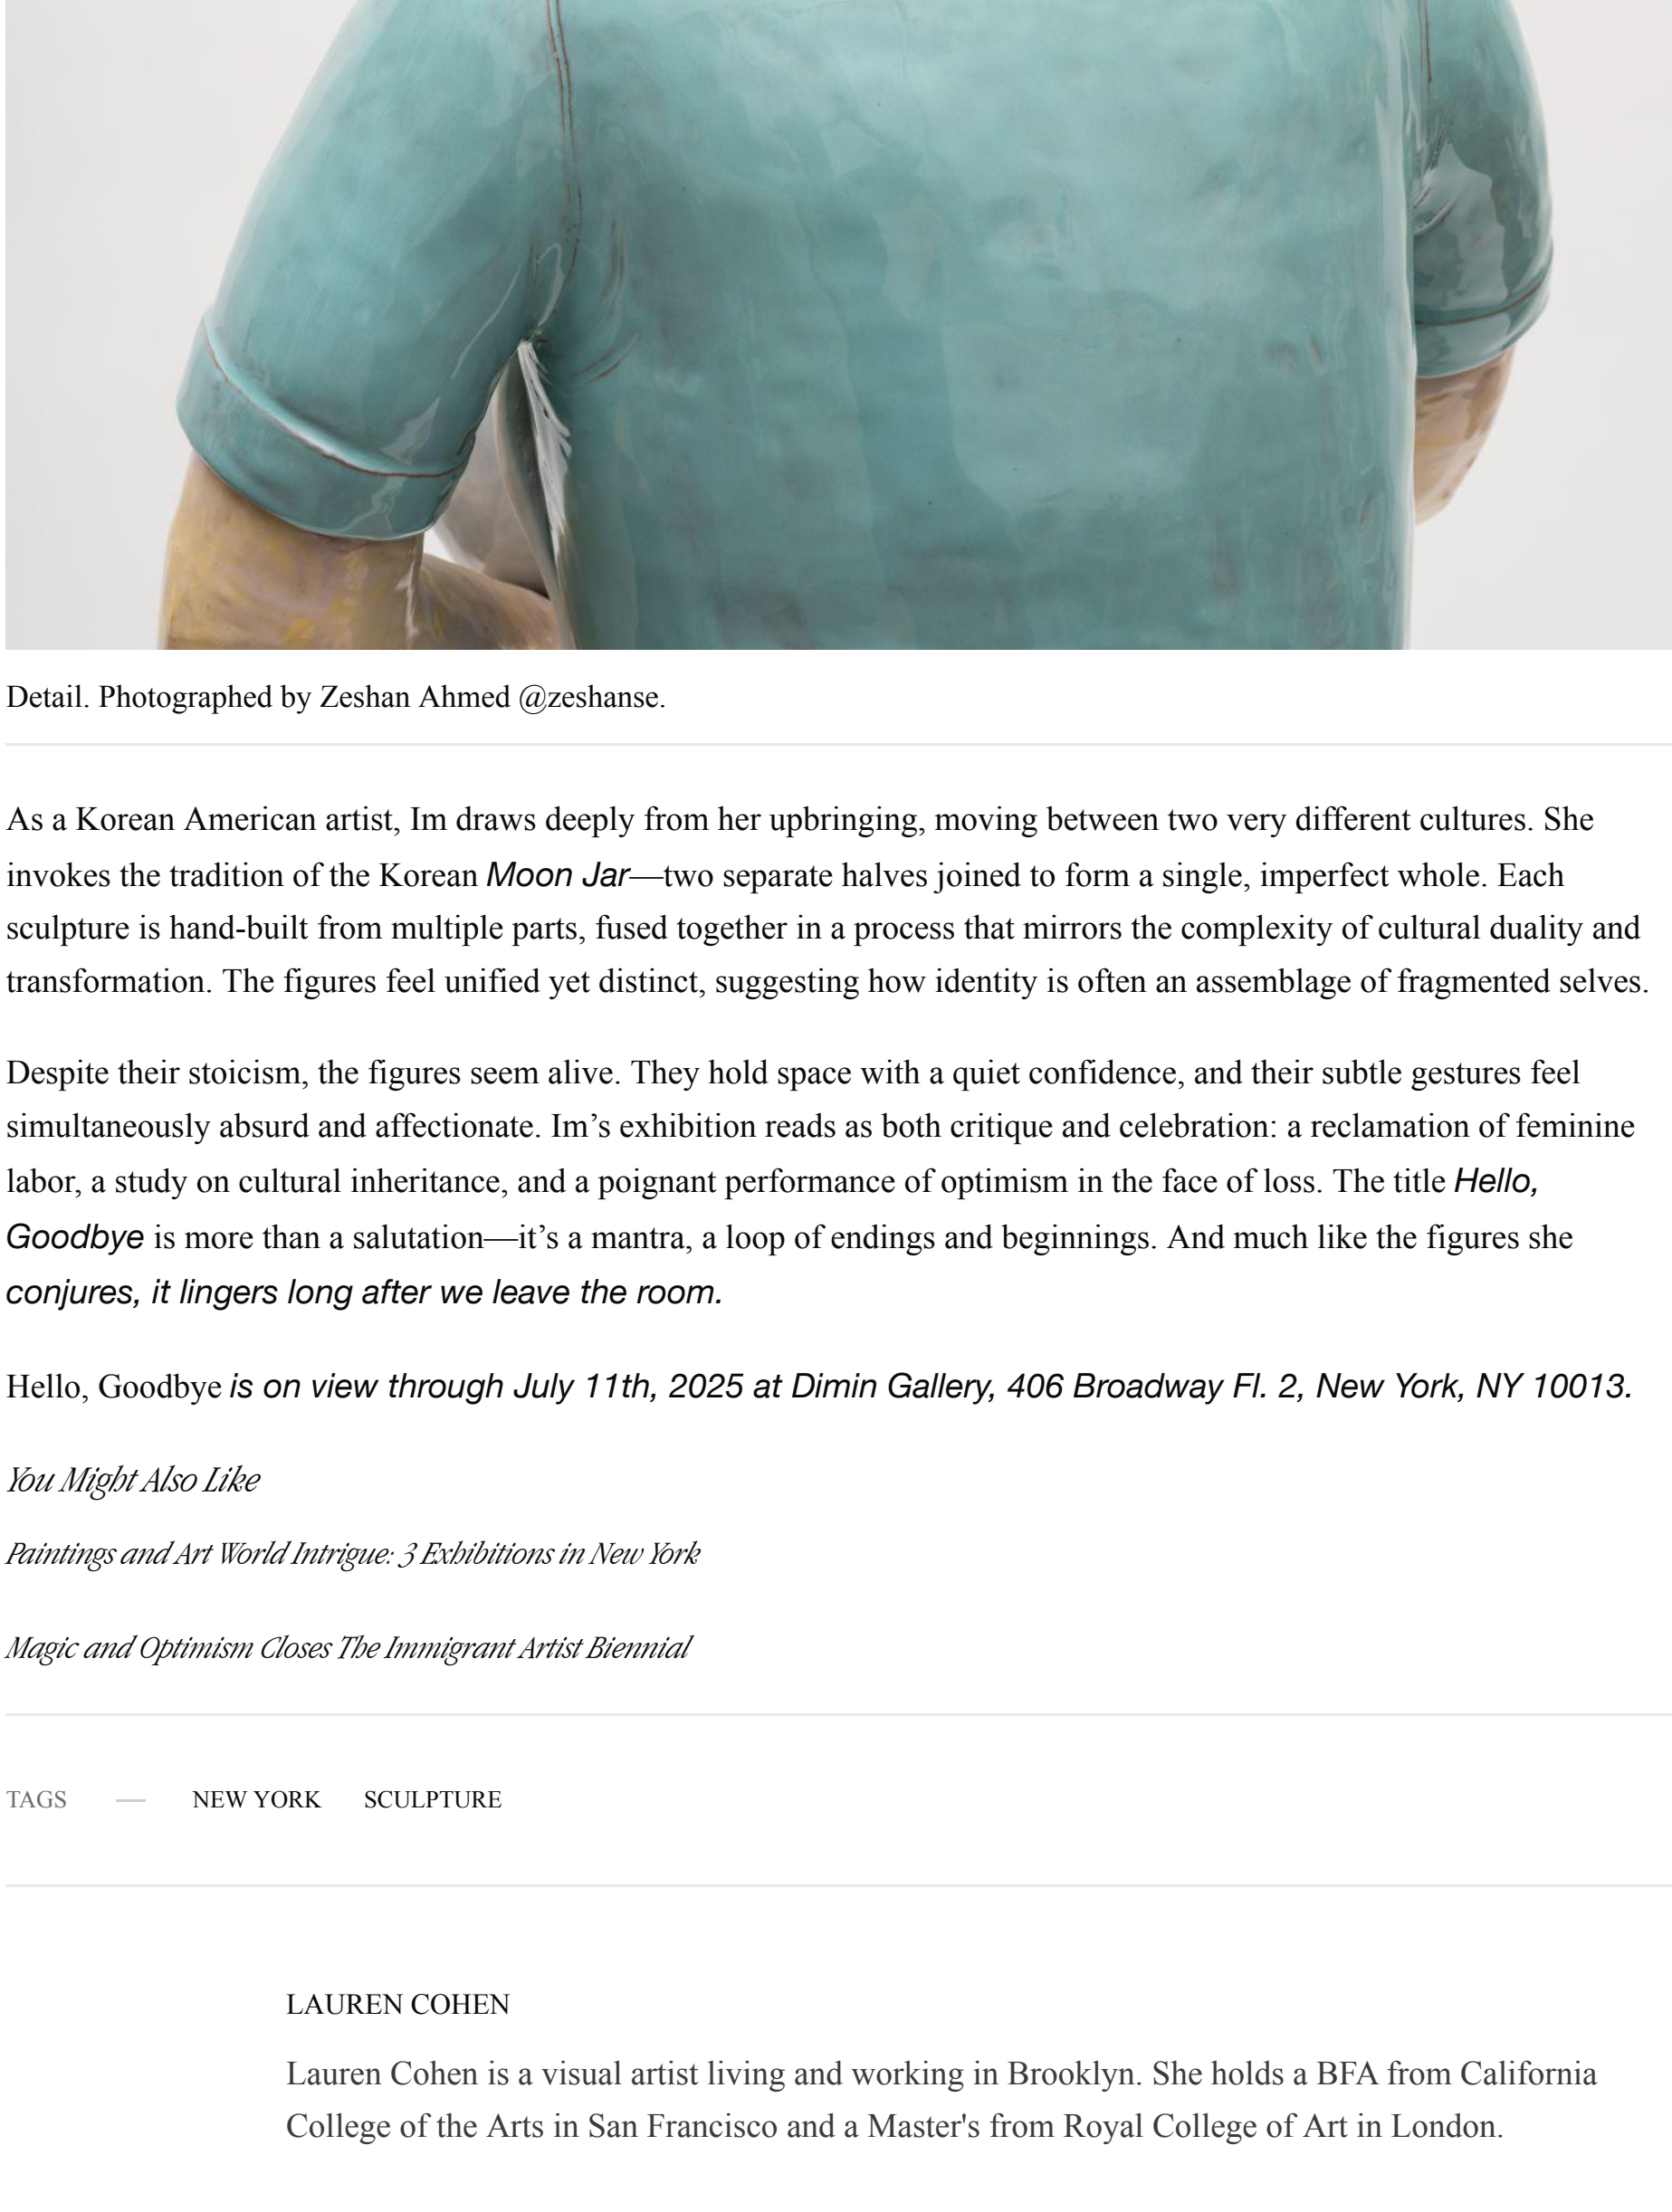 Detail. Photographed by Zeshan Ahmed @zeshanse.
As a Korean American artist, Im draws deeply from her upbringing, moving between two very different cultures. She
invokes the tradition of the Korean Moon Jar—two separate halves joined to form a single, imperfect whole. Each
sculpture is hand-built from multiple parts, fused together in a process that mirrors the complexity of cultural duality and
transformation. The figures feel unified yet distinct, suggesting how identity is often an assemblage of fragmented selves.
Despite their stoicism, the figures seem alive. They hold space with a quiet confidence, and their subtle gestures feel
simultaneously absurd and affectionate. Im’s exhibition reads as both critique and celebration: a reclamation of feminine
labor, a study on cultural inheritance, and a poignant performance of optimism in the face of loss. The title Hello,
Goodbye is more than a salutation—it’s a mantra, a loop of endings and beginnings. And much like the figures she
conjures, it lingers long after we leave the room.
Hello, Goodbye is on view through July 11th, 2025 at Dimin Gallery, 406 Broadway Fl. 2, New York, NY 10013.
You Might Also Like
Paintings and Art World Intrigue: 3 Exhibitions in New York
Magic and Optimism Closes The Immigrant Artist Biennial
TAGS — NEW YORK SCULPTURE
LAUREN COHEN
Lauren Cohen is a visual artist living and working in Brooklyn. She holds a BFA from California
College of the Arts in San Francisco and a Master's from Royal College of Art in London.